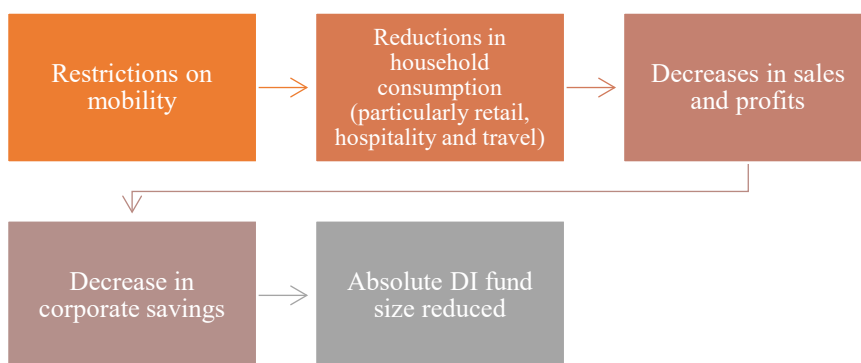 Restrictions on
mobility
Reductions in
household
consumption
(particularly retail,
hospitality and travel)
Decreases in sales
and profits
Decrease in
corporate savings
Absolute DI fund
size reduced